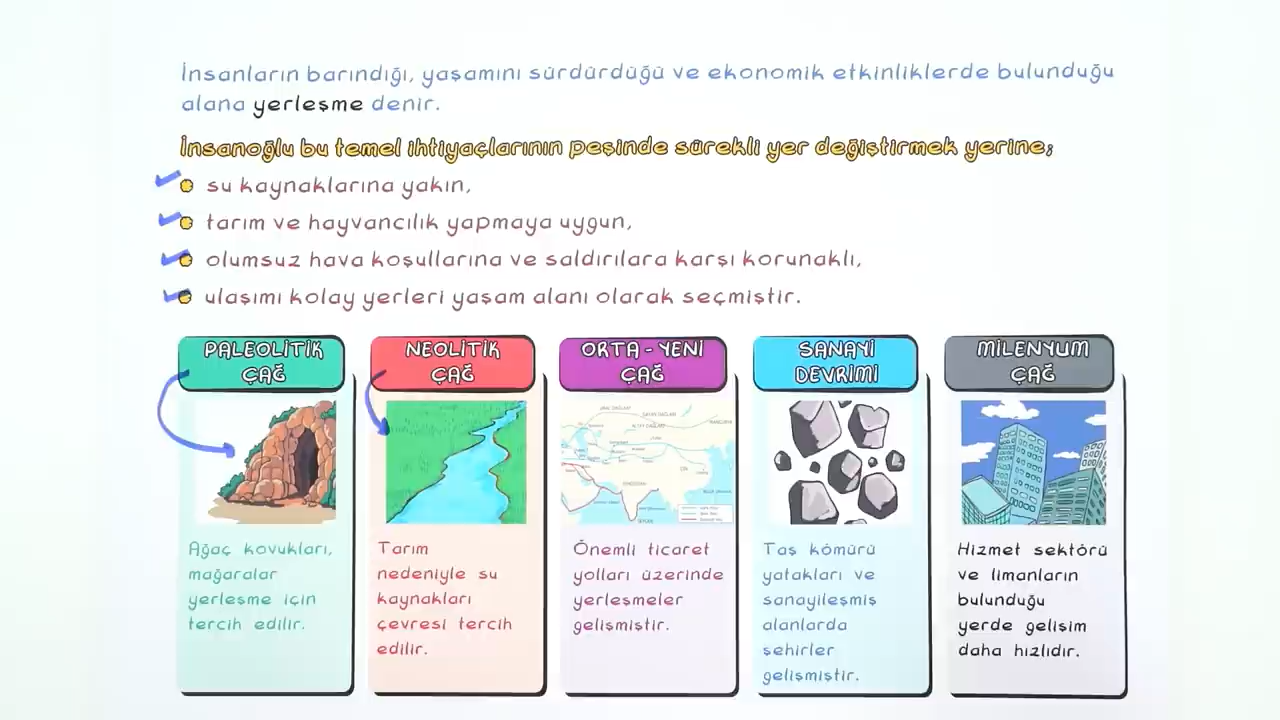 İnsanların barındığı, yaşamını sürdürdüğü ve ekonomik etkinliklerde bulunduğu
alana yerleşme denir.
İnsanoğlu bu temel ihtiyaçlarının peşinde sürekli yer değiştirmek yerine;
su kaynaklarına yakın,
tarım ve hayvancılık yapmaya uygun,
olumsuz hava koşullarına ve saldırılara karşı korunaklı,
ulaşımı kolay yerleri yaşam alanı olarak seçmiştir.
PALEOLİTİK
ÇAĞ
Ağaç kovukları,
mağaralar
yerleşme için
tercih edilir.
NEOLİTİK
ÇAĞ
Tarım
nedeniyle su
kaynakları
çevresi tercih
edilir.
ORTA - YENİ
ÇAĞ
Önemli ticaret
yolları üzerinde
yerleşmeler
gelişmiştir.
SANAYİ
DEVRİMİ
Taş kömürü
yatakları ve
sanayileşmiş
alanlarda
şehirler
gelişmiştir.
MİLENYUM
ÇAĞ
Hizmet sektörü
ve limanların
bulunduğu
yerde gelişim
daha hızlıdır.